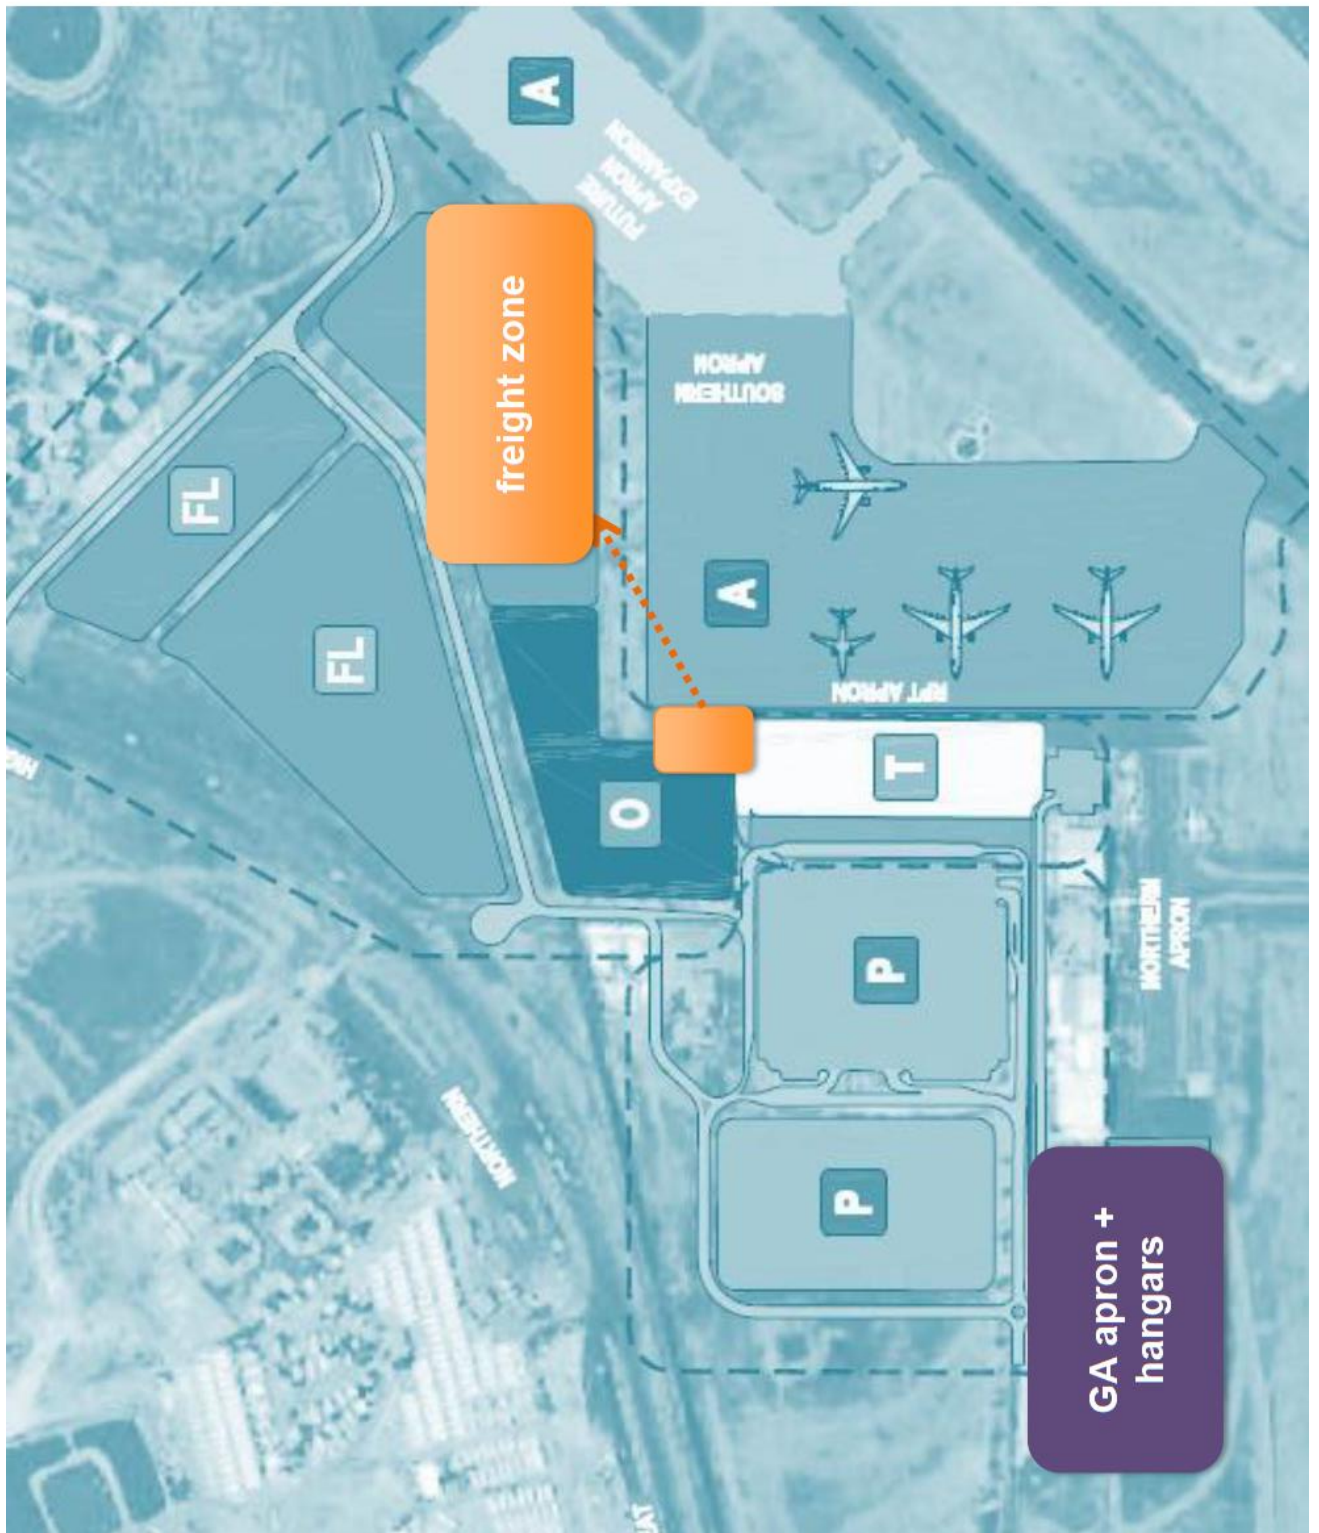 A
FUTURE
APRON
EXPANSION
freight zone
SOUTHERN
APRON
FL
FL
A
RPT APRON
O
T
P
NORTHERN
APRON
NORTHERN
P
GA apron +
hangars